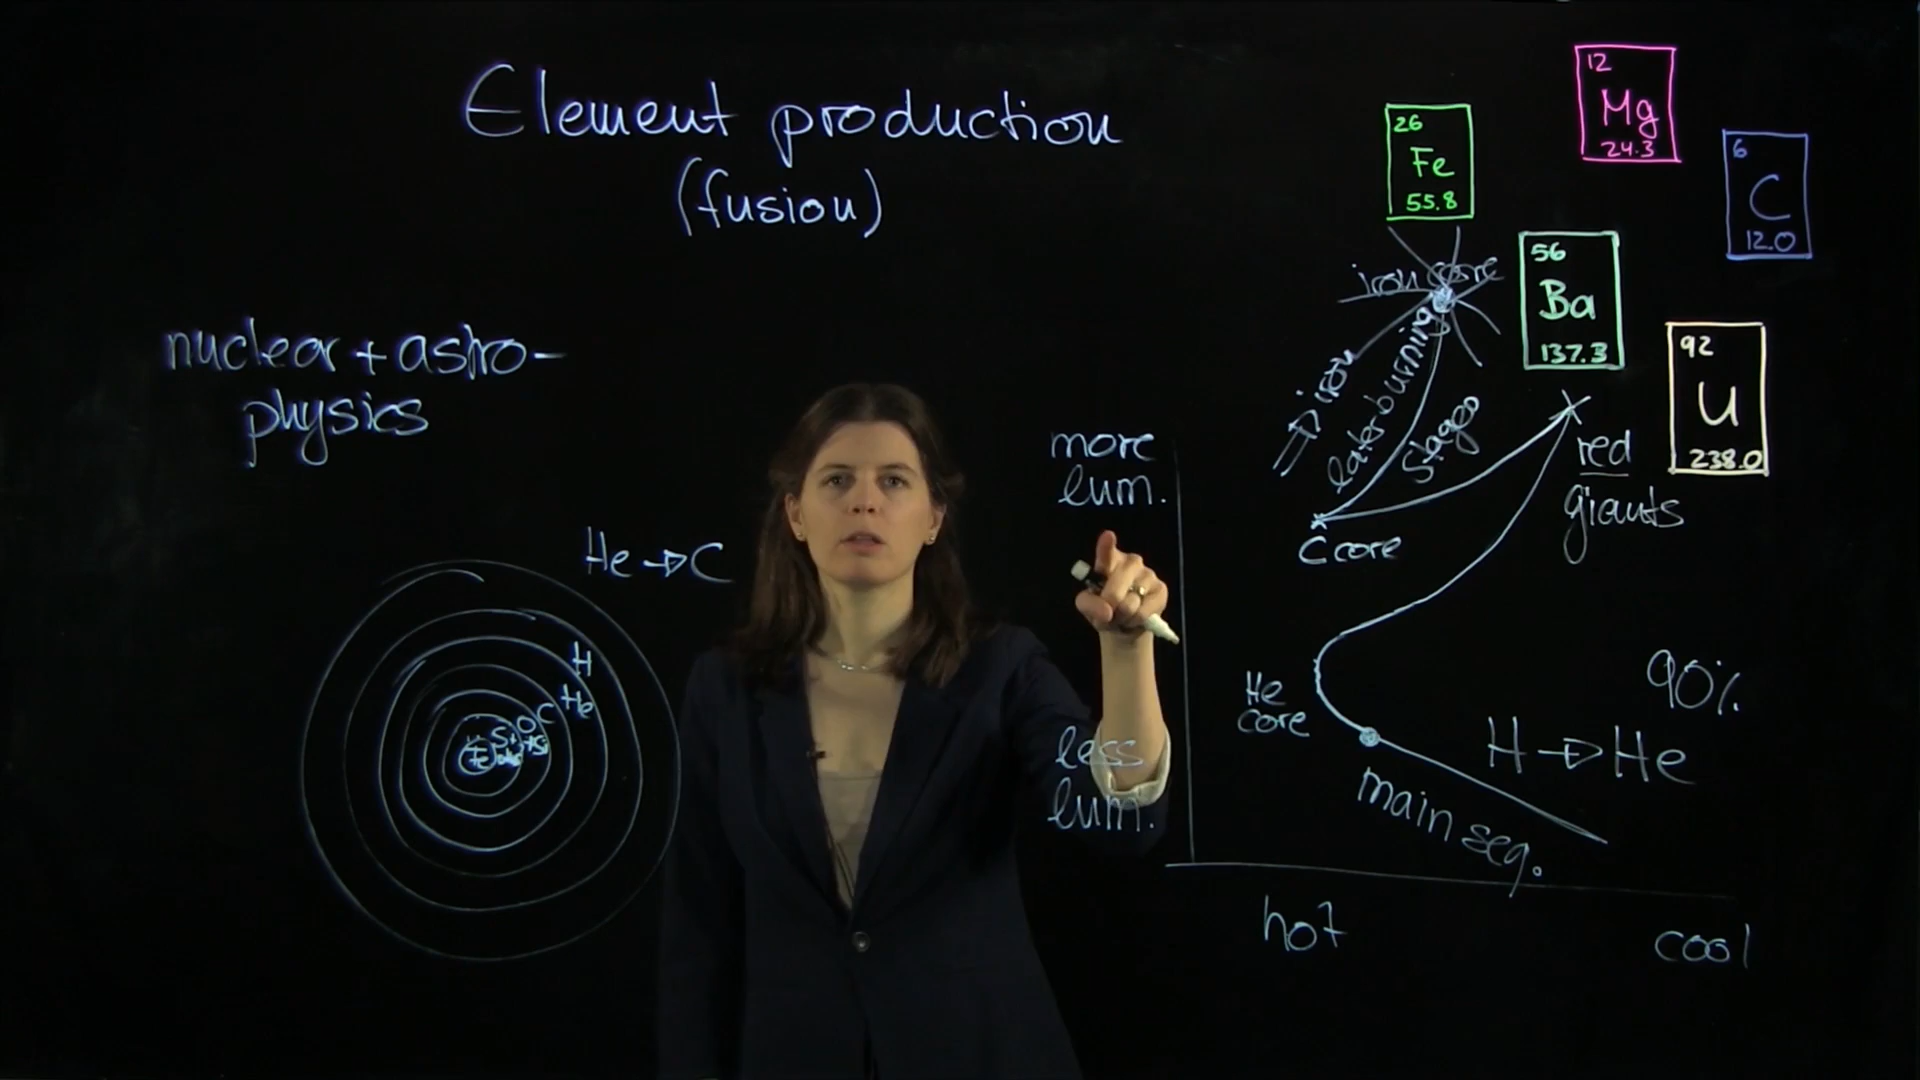 Element production
(fusion)
12
Mg
24.3
26
Fe
55.8
6
C
12.0
56
Ba
137.3
92
U
238.0
nuclear + astro-
physics
iron core
⇒ iron
later burning
stage
C core
red
giants
more
lum.
He → C
H
He
C
O
Fe
He
core
90%
H → He
main seq.
less
lum.
hot
cool